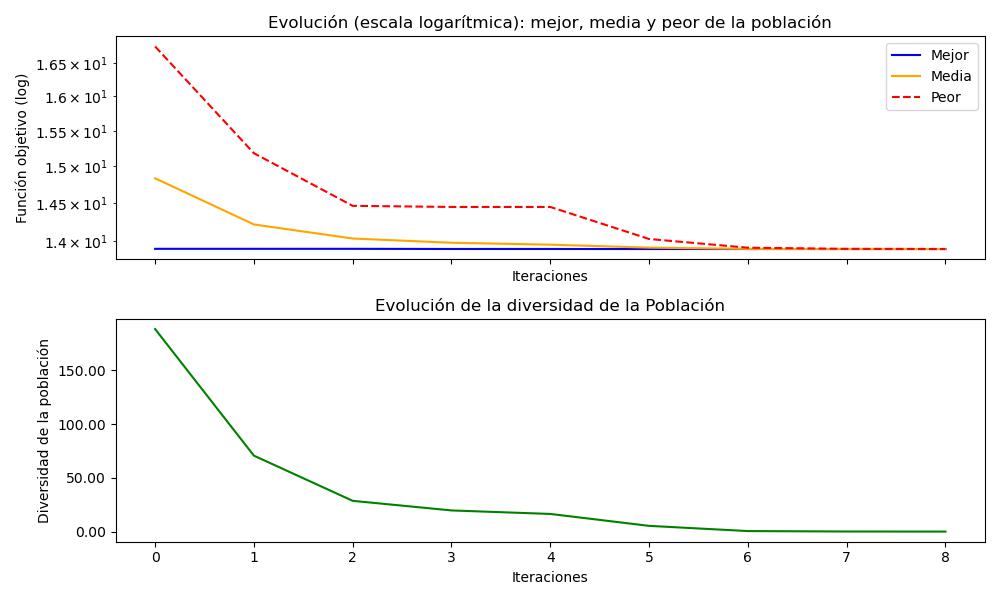 Evolución (escala logarítmica): mejor, media y peor de la población
Función objetivo (log)
1.65 × 10¹
1.6 × 10¹
1.55 × 10¹
1.5 × 10¹
1.45 × 10¹
1.4 × 10¹
Mejor
Media
Peor
Iteraciones
Evolución de la diversidad de la Población
Diversidad de la población
150.00
100.00
50.00
0.00
0 1 2 3 4 5 6 7 8
Iteraciones